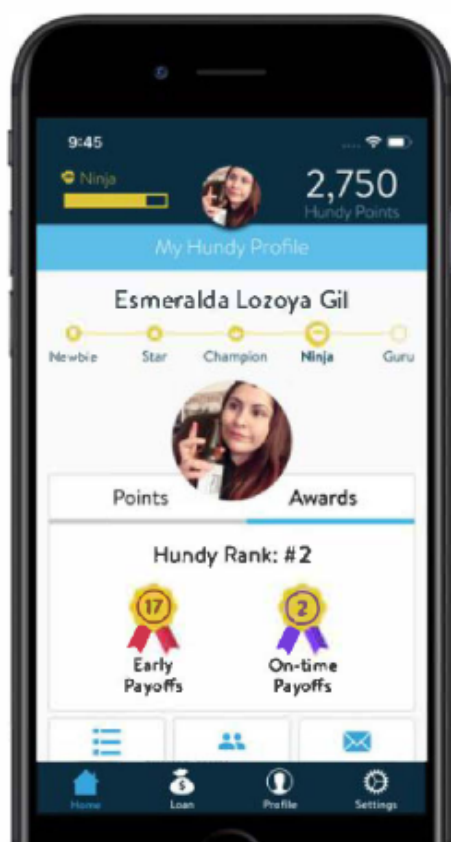 9:45
Ninja
2,750
Hundy Points
My Hundy Profile
Esmeralda Lozoya Gil
Newbie Star Champion Ninja Guru
Points Awards
Hundy Rank: #2
17 2
Early On-time
Payoffs Payoffs
Home Loan Profile Settings